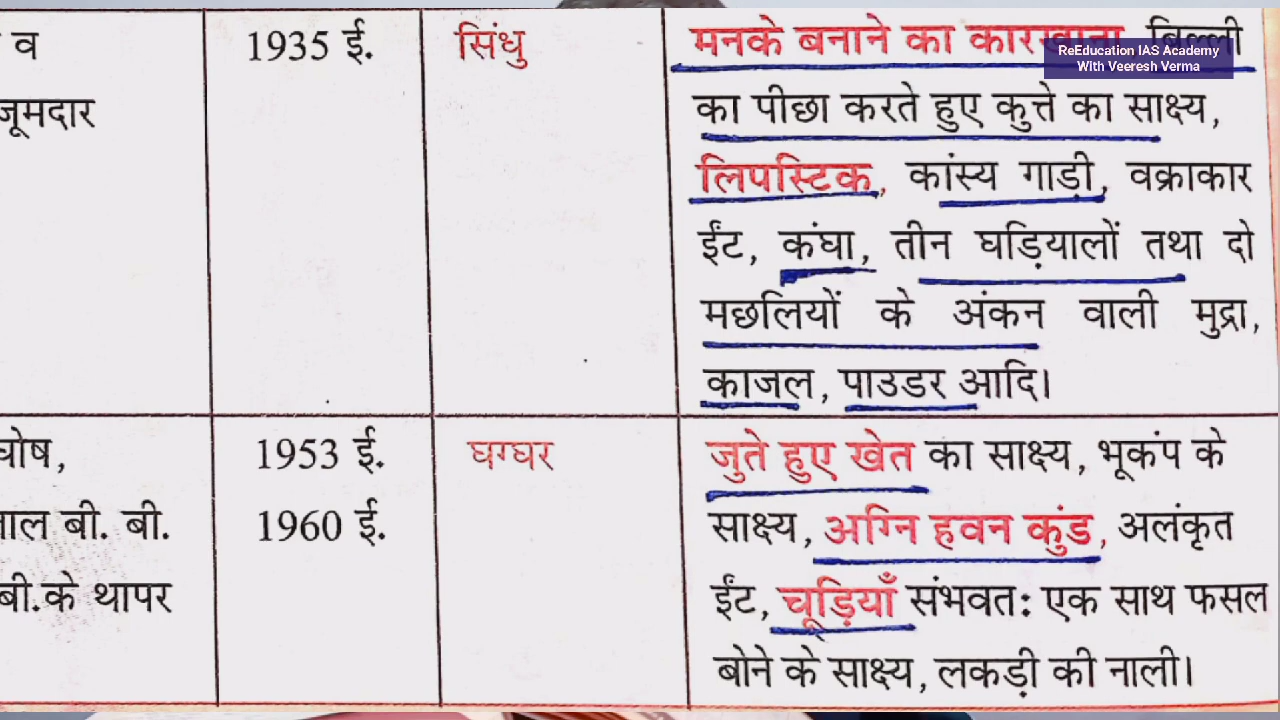 व 1935 ई. सिंधु मनके बनाने का कारखाना, बिल्ली
ReEducation IAS Academy
With Veeresh Verma
जूमदार का पीछा करते हुए कुत्ते का साक्ष्य,
लिपस्टिक, कांस्य गाड़ी, वक्राकार
ईंट, कंघा, तीन घड़ियालों तथा दो
मछलियों के अंकन वाली मुद्रा,
काजल, पाउडर आदि।
घोष, 1953 ई. घग्घर जुते हुए खेत का साक्ष्य, भूकंप के
लाल बी. बी. 1960 ई. साक्ष्य, अग्नि हवन कुंड, अलंकृत
बी.के थापर ईंट, चूड़ियाँ संभवतः एक साथ फसल
बोने के साक्ष्य, लकड़ी की नाली।